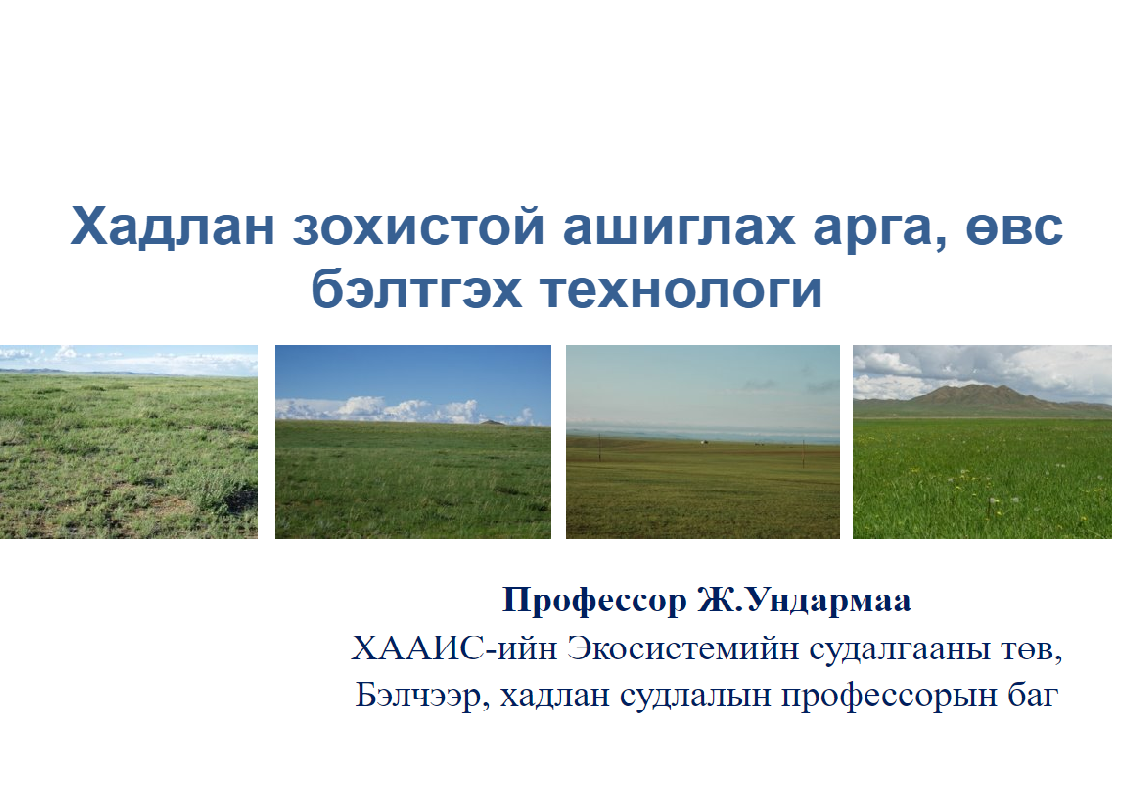 Хадлан зохистой ашиглах арга, өвс
бэлтгэх технологи
Профессор Ж.Ундармаа
ХААИС-ийн Экосистемийн судалгааны төв,
Бэлчээр, хадлан судлалын профессорын баг